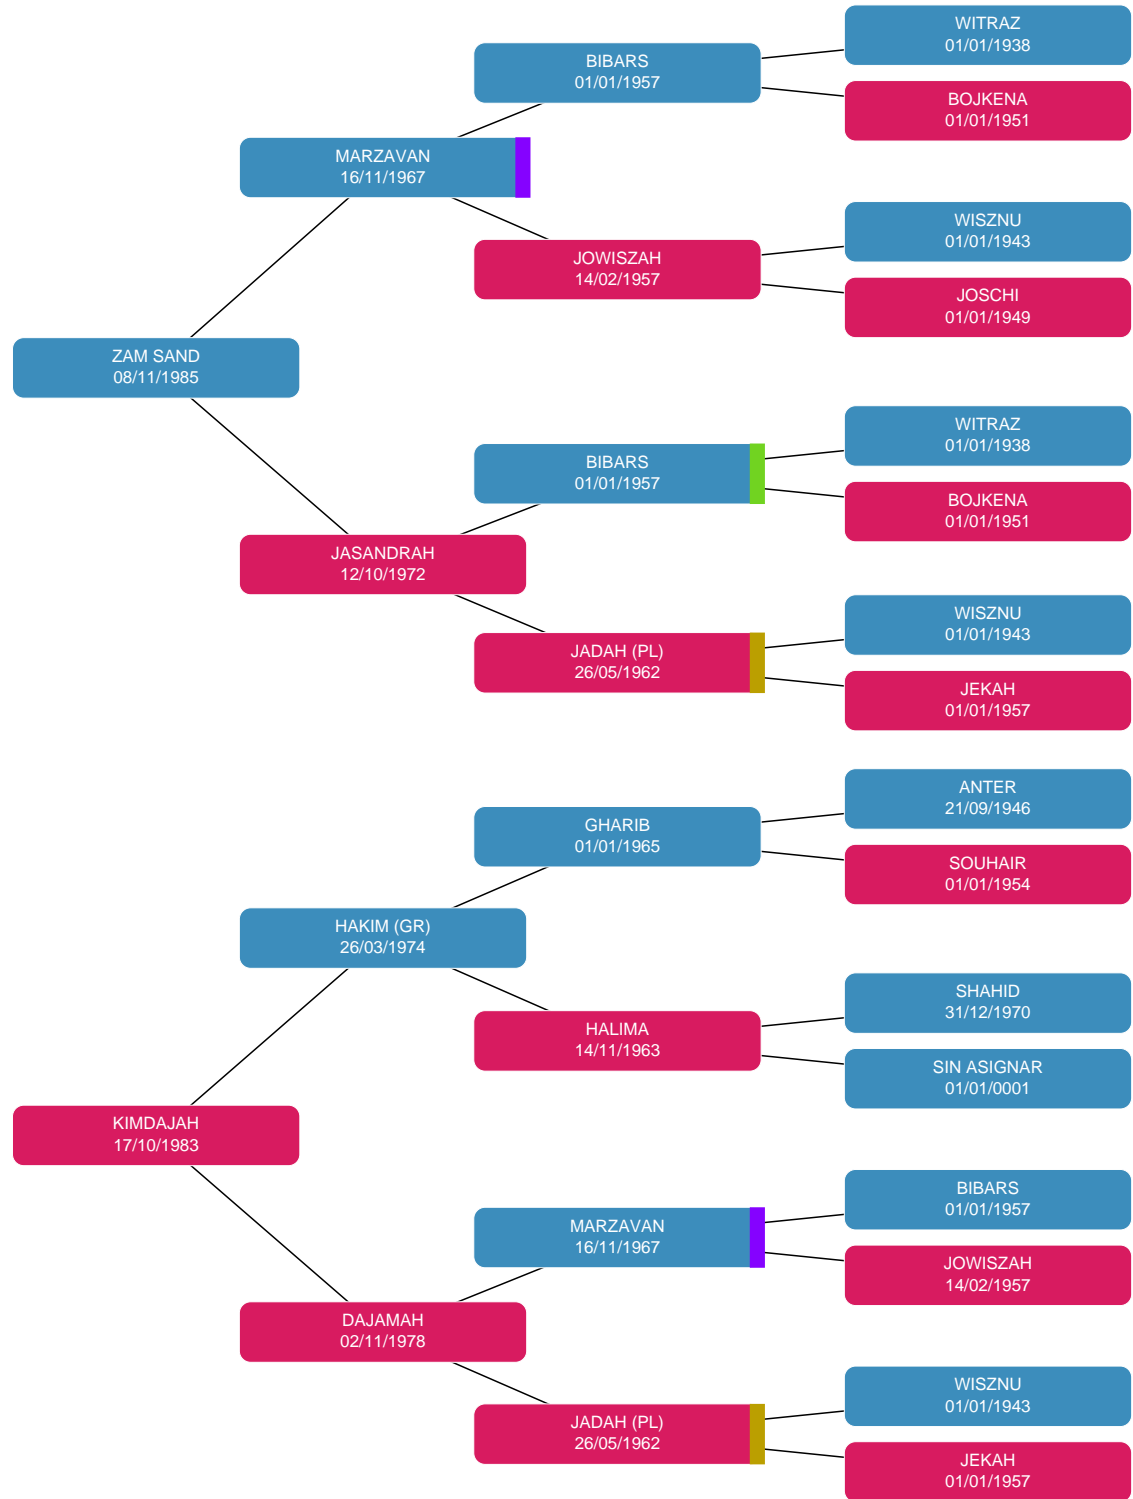 WITRAZ
01/01/1938
BIBARS
01/01/1957
BOJKENA
01/01/1951
MARZAVAN
16/11/1967
WISZNU
01/01/1943
JOWISZAH
14/02/1957
JOSCHI
01/01/1949
ZAM SAND
08/11/1985
WITRAZ
01/01/1938
BIBARS
01/01/1957
BOJKENA
01/01/1951
JASANDRAH
12/10/1972
WISZNU
01/01/1943
JADAH (PL)
26/05/1962
JEKAH
01/01/1957
ANTER
21/09/1946
GHARIB
01/01/1965
SOUHAIR
01/01/1954
HAKIM (GR)
26/03/1974
SHAHID
31/12/1970
HALIMA
14/11/1963
SIN ASIGNAR
01/01/0001
KIMDAJAH
17/10/1983
BIBARS
01/01/1957
MARZAVAN
16/11/1967
JOWISZAH
14/02/1957
DAJAMAH
02/11/1978
WISZNU
01/01/1943
JADAH (PL)
26/05/1962
JEKAH
01/01/1957